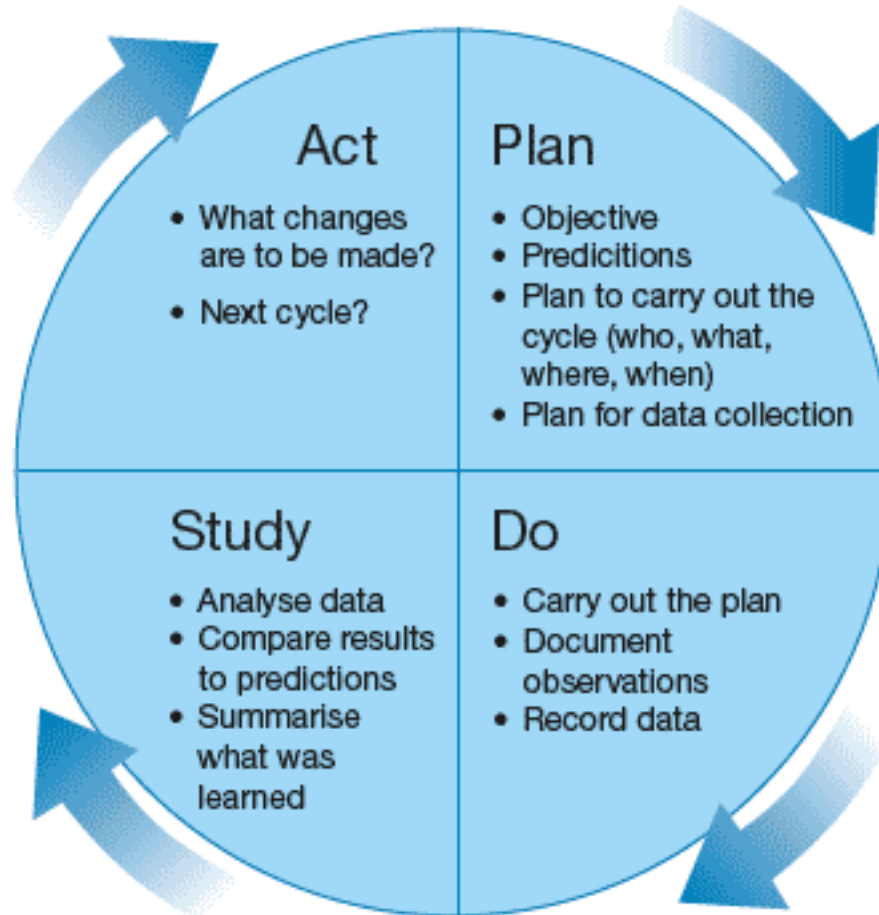 Act
• What changes
are to be made?
• Next cycle?
Plan
• Objective
• Predicitions
• Plan to carry out the
cycle (who, what,
where, when)
• Plan for data collection
Study
• Analyse data
• Compare results
to predictions
• Summarise
what was
learned
Do
• Carry out the plan
• Document
observations
• Record data